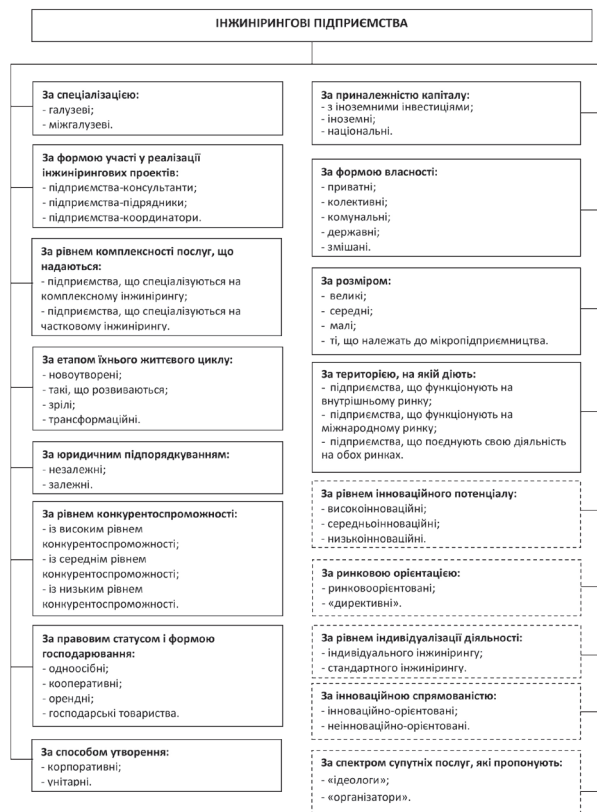 ІНЖИНІРИНГОВІ ПІДПРИЄМСТВА
За спеціалізацією:
- галузеві;
- міжгалузеві.
За формою участі у реалізації
інжинірингових проектів:
- підприємства-консультанти;
- підприємства-підрядники;
- підприємства-координатори.
За рівнем комплексності послуг, що
надаються:
- підприємства, що спеціалізуються на
комплексному інжинірингу;
- підприємства, що спеціалізуються на
частковому інжинірингу.
За етапом їхнього життєвого циклу:
- новоутворені;
- такі, що розвиваються;
- зрілі;
- трансформаційні.
За юридичним підпорядкуванням:
- незалежні;
- залежні.
За рівнем конкурентоспроможності:
- із високим рівнем
конкурентоспроможності;
- із середнім рівнем
конкурентоспроможності;
- із низьким рівнем
конкурентоспроможності.
За правовим статусом і формою
господарювання:
- одноосібні;
- кооперативні;
- орендні;
- господарські товариства.
За способом утворення:
- корпоративні;
- унітарні.
За приналежністю капіталу:
- з іноземними інвестиціями;
- іноземні;
- національні.
За формою власності:
- приватні;
- колективні;
- комунальні;
- державні;
- змішані.
За розміром:
- великі;
- середні;
- малі;
- ті, що належать до мікропідприємництва.
За територією, на якій діють:
- підприємства, що функціонують на
внутрішньому ринку;
- підприємства, що функціонують на
міжнародному ринку;
- підприємства, що поєднують свою діяльність
на обох ринках.
За рівнем інноваційного потенціалу:
- високоінноваційні;
- середньоінноваційні;
- низькоінноваційні.
За ринковою орієнтацією:
- ринковоорієнтовані;
- «директивні».
За рівнем індивідуалізації діяльності:
- індивідуального інжинірингу;
- стандартного інжинірингу.
За інноваційною спрямованістю:
- інноваційно-орієнтовані;
- неінноваційно-орієнтовані.
За спектром супутніх послуг, які пропонують:
- «ідеологи»;
- «організатори».